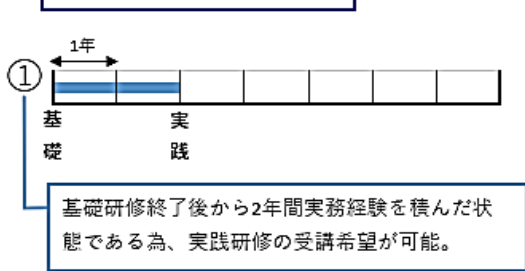 1年
①
基礎
実践
基礎研修終了後から2年間実務経験を積んだ状
態である為、実践研修の受講希望が可能。